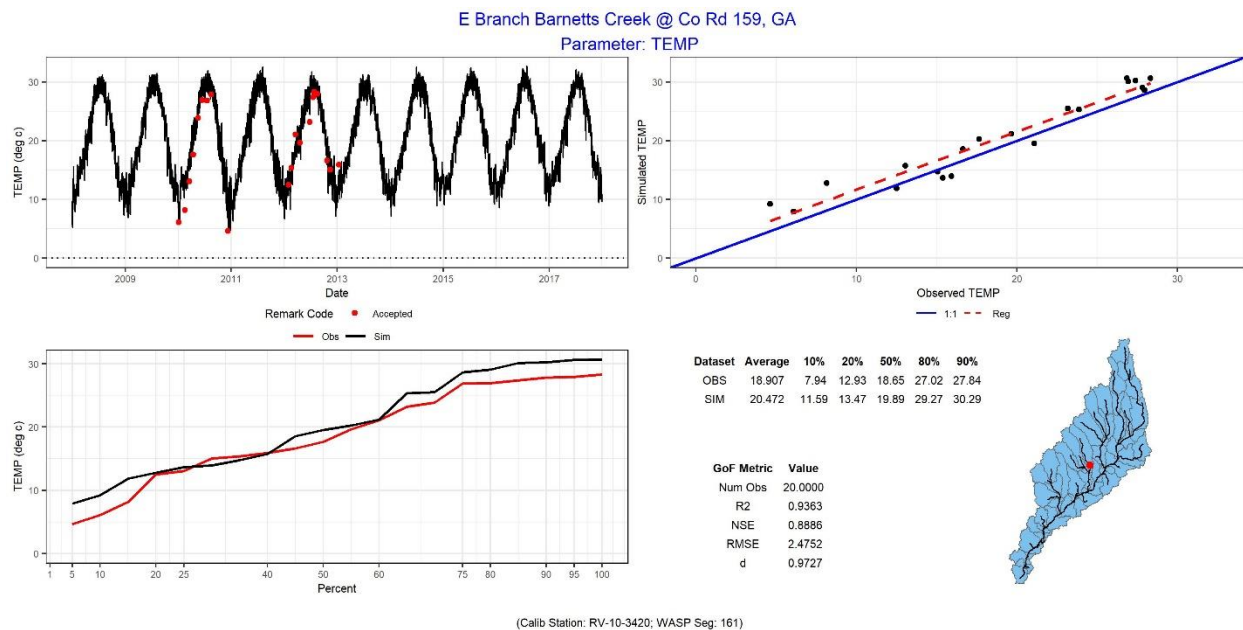 E Branch Barnetts Creek @ Co Rd 159, GA
Parameter: TEMP
TEMP (deg c)
30
20
10
0
2009 2011 2013 2015 2017
Date
Remark Code Accepted
Simulated TEMP
30
20
10
0
0 10 20 30
Observed TEMP
1:1 Reg
Obs Sim
TEMP (deg c)
30
20
10
0
1 5 10 20 25 40 50 60 75 80 90 95 100
Percent
Dataset Average 10% 20% 50% 80% 90%
OBS 18.907 7.94 12.93 18.65 27.02 27.84
SIM 20.472 11.59 13.47 19.89 29.27 30.29
GoF Metric Value
Num Obs 20.0000
R2 0.9363
NSE 0.8886
RMSE 2.4752
d 0.9727
(Calib Station: RV-10-3420; WASP Seg: 161)